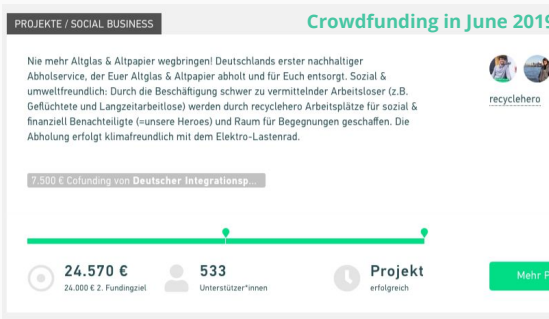 PROJEKTE / SOCIAL BUSINESS
Crowdfunding in June 2019
Nie mehr Altglas & Altpapier wegbringen! Deutschlands erster nachhaltiger
Abholservice, der Euer Altglas & Altpapier abholt und für Euch entsorgt. Sozial &
umweltfreundlich: Durch die Beschäftigung schwer zu vermittelnder Arbeitsloser (z.B.
Geflüchtete und Langzeitarbeitlose) werden durch recyclehero Arbeitsplätze für sozial &
finanziell Benachteiligte (=unsere Heroes) und Raum für Begegnungen geschaffen. Die
Abholung erfolgt klimafreundlich mit dem Elektro-Lastenrad.
recyclehero
7.500 € Cofunding von Deutscher Integrationsp...
24.570 €
24.000 € 2. Fundingziel
533
Unterstützer*innen
Projekt
erfolgreich
Mehr P